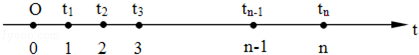 O t₁ t₂ t₃ tₙ₋₁ tₙ
t
0 1 2 3 n-1 n